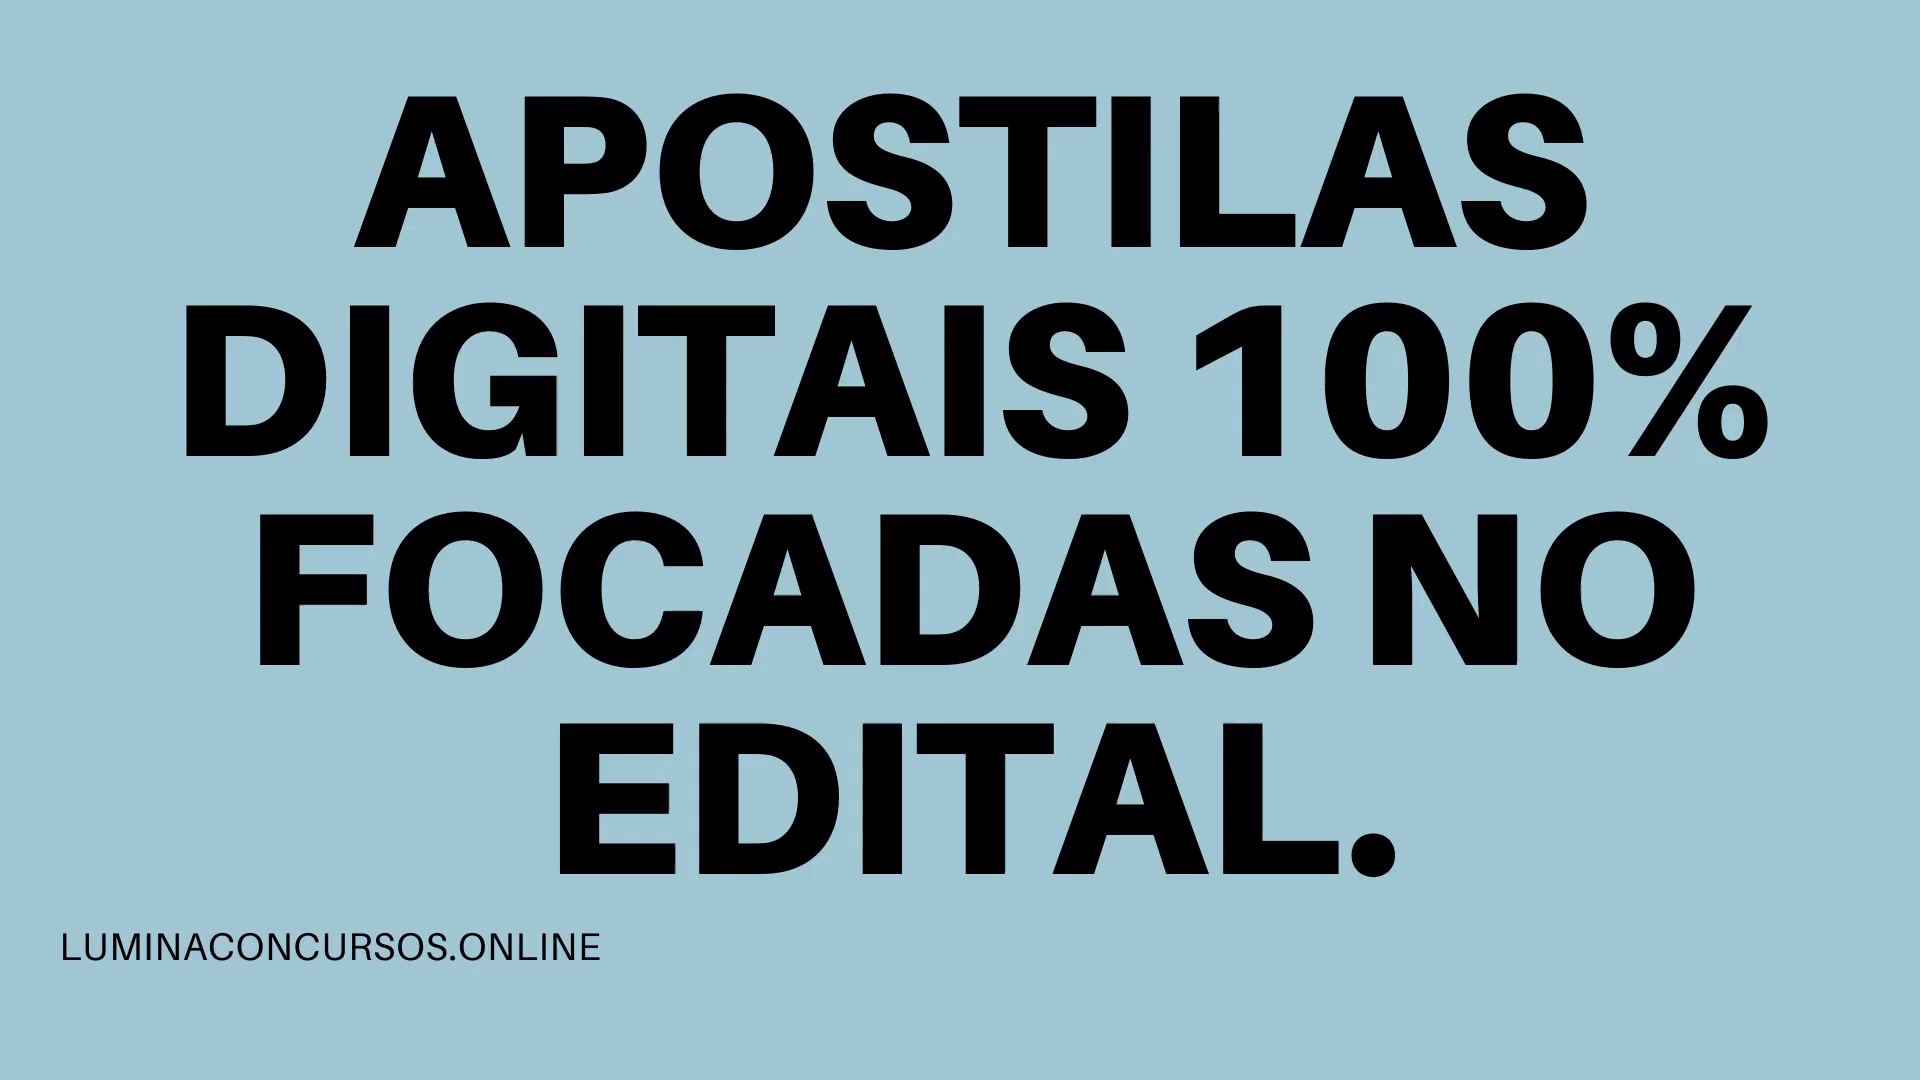 APOSTILAS
DIGITAIS 100%
FOCADAS NO
EDITAL.
LUMINACONCURSOS.ONLINE